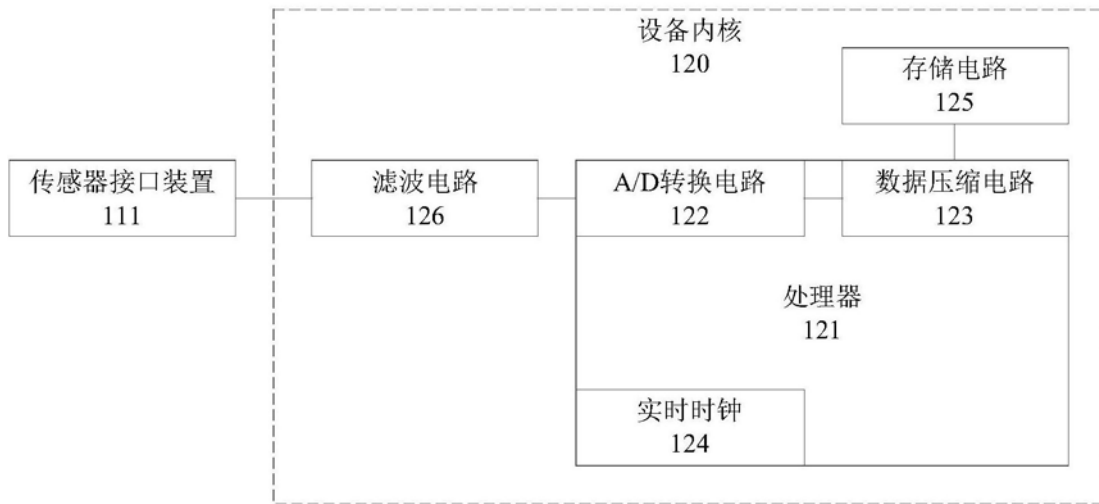 设备内核
120
存储电路
125
传感器接口装置
111
滤波电路
126
A/D转换电路
122
数据压缩电路
123
处理器
121
实时时钟
124